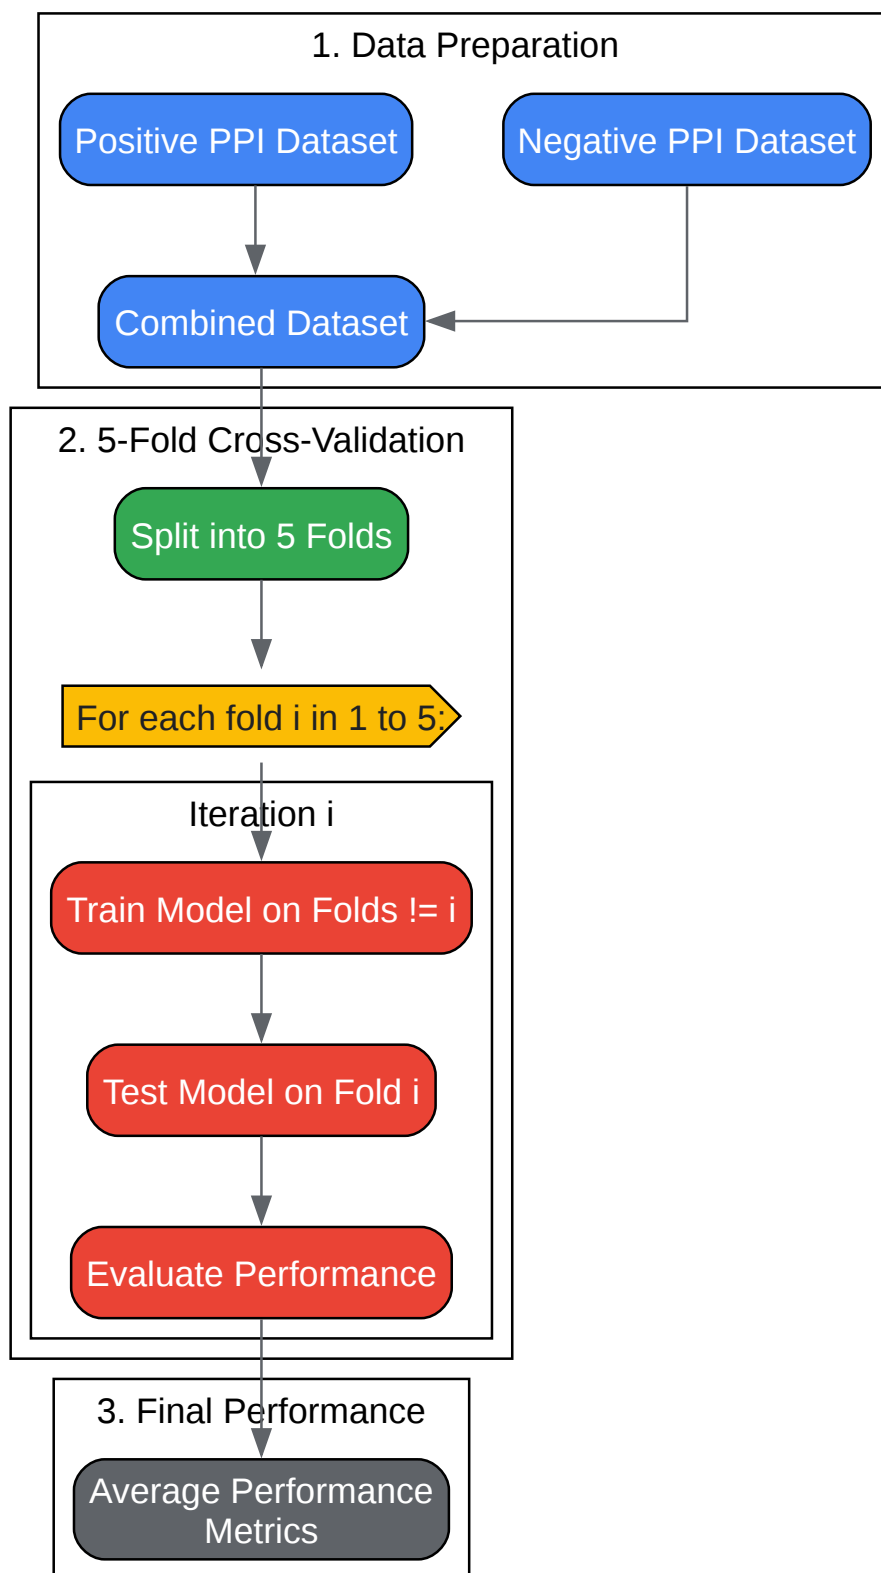 1. Data Preparation
Positive PPI Dataset
Negative PPI Dataset
Combined Dataset
2. 5-Fold Cross-Validation
Split into 5 Folds
For each fold i in 1 to 5:
Iteration i
Train Model on Folds != i
Test Model on Fold i
Evaluate Performance
3. Final Performance
Average Performance
Metrics